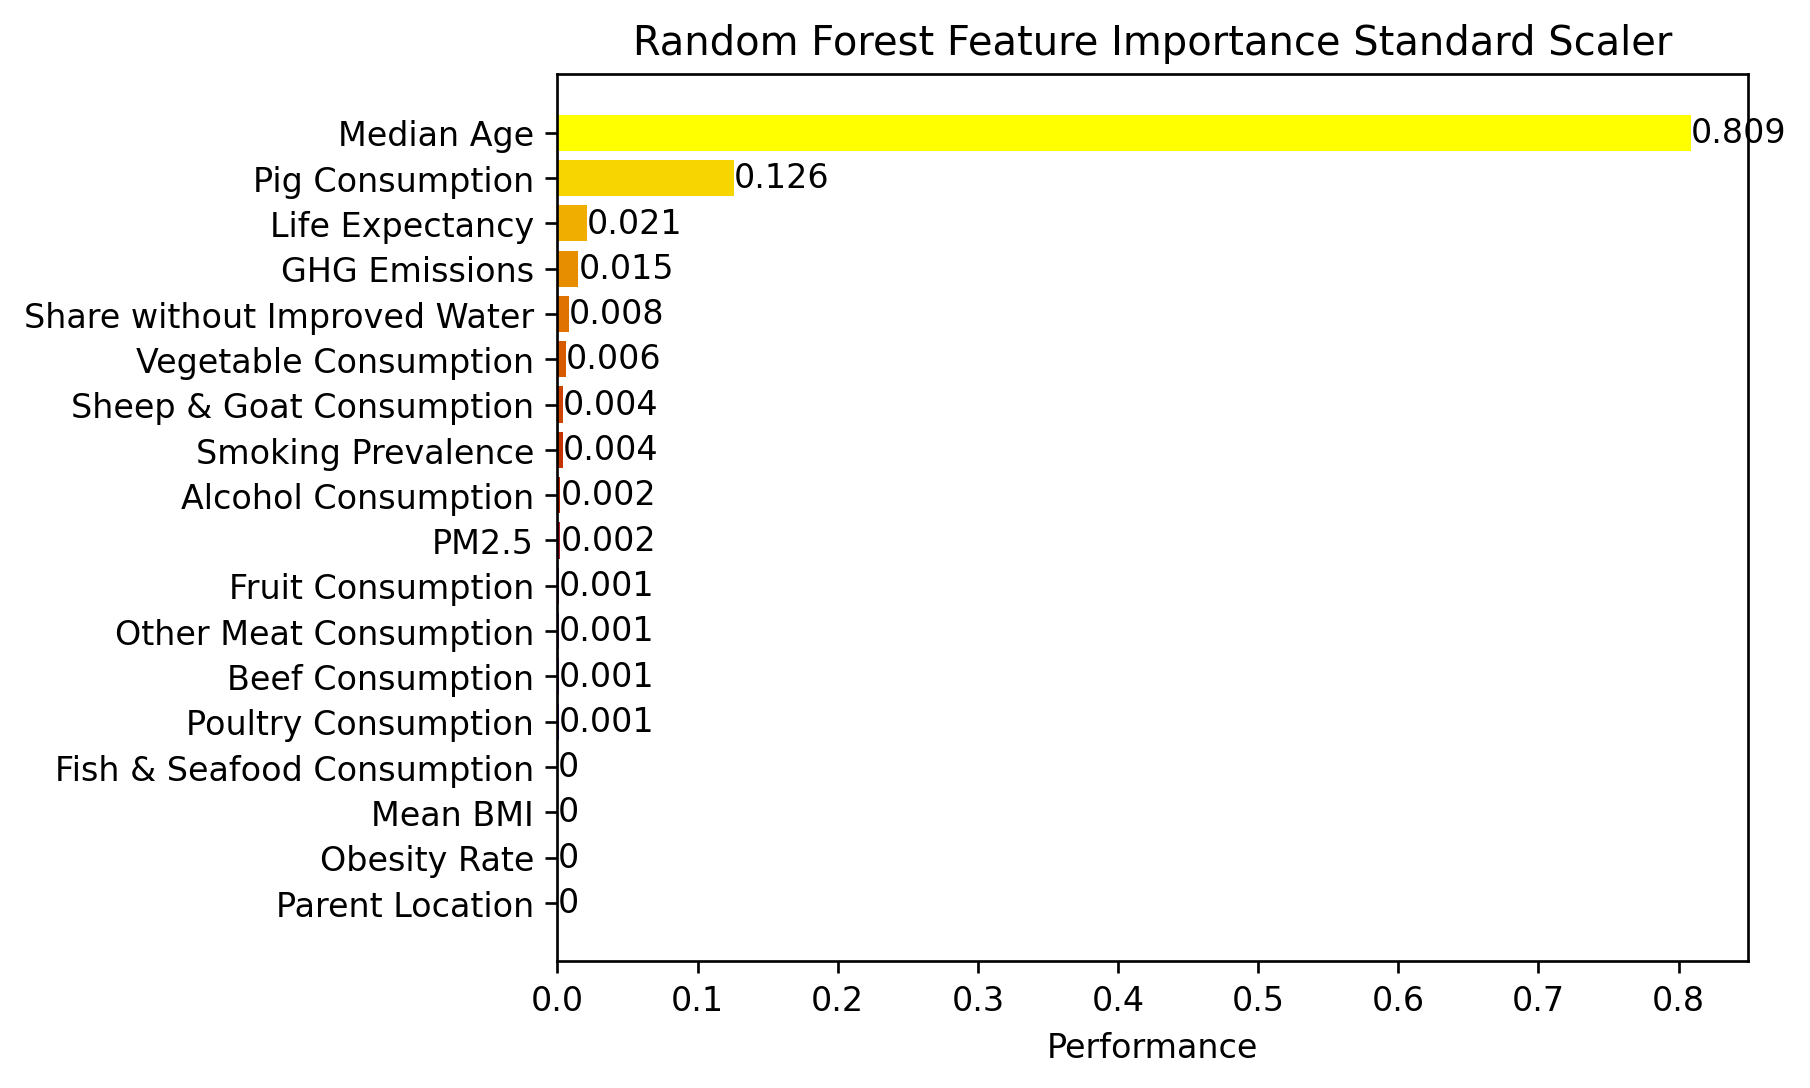 Random Forest Feature Importance Standard Scaler
Median Age 0.809
Pig Consumption 0.126
Life Expectancy 0.021
GHG Emissions 0.015
Share without Improved Water 0.008
Vegetable Consumption 0.006
Sheep & Goat Consumption 0.004
Smoking Prevalence 0.004
Alcohol Consumption 0.002
PM2.5 0.002
Fruit Consumption 0.001
Other Meat Consumption 0.001
Beef Consumption 0.001
Poultry Consumption 0.001
Fish & Seafood Consumption 0
Mean BMI 0
Obesity Rate 0
Parent Location 0
0.0 0.1 0.2 0.3 0.4 0.5 0.6 0.7 0.8
Performance